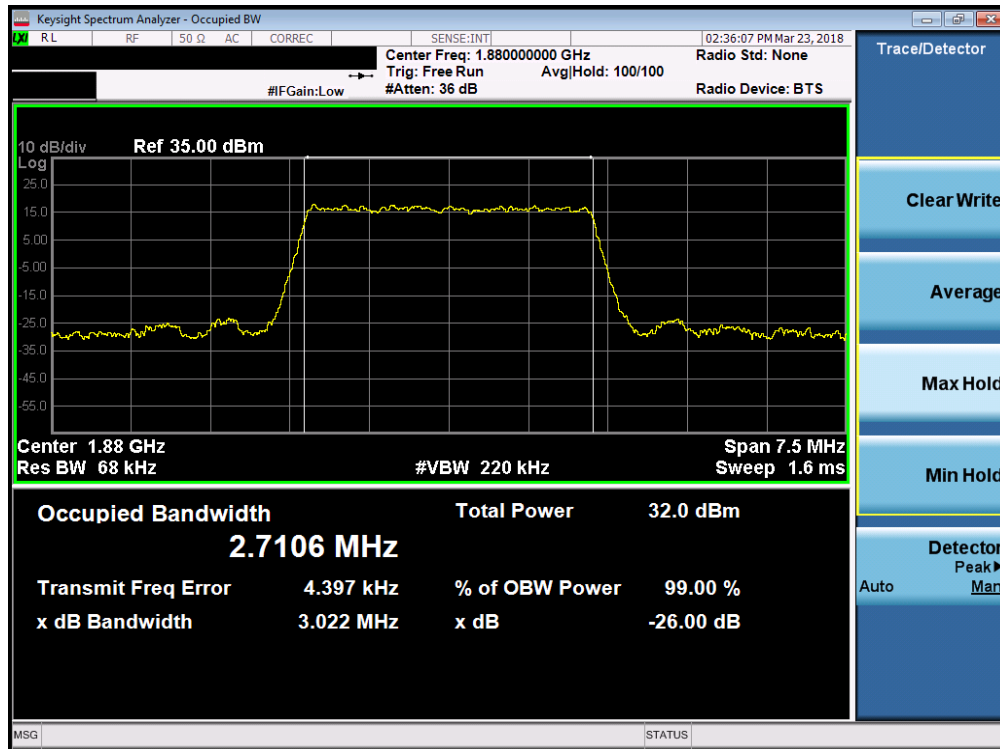 Keysight Spectrum Analyzer - Occupied BW
LXI RL RF 50 Ω AC CORREC SENSE:INT 02:36:07 PM Mar 23, 2018
Center Freq: 1.880000000 GHz Radio Std: None
Trig: Free Run Avg|Hold: 100/100
#IFGain:Low #Atten: 36 dB Radio Device: BTS
10 dB/div Ref 35.00 dBm
Log
25.0
15.0
5.00
-5.00
-15.0
-25.0
-35.0
-45.0
-55.0
Center 1.88 GHz Span 7.5 MHz
Res BW 68 kHz #VBW 220 kHz Sweep 1.6 ms
Occupied Bandwidth Total Power 32.0 dBm
2.7106 MHz
Transmit Freq Error 4.397 kHz % of OBW Power 99.00 %
x dB Bandwidth 3.022 MHz x dB -26.00 dB
MSG STATUS
Trace/Detector
Clear Write
Average
Max Hold
Min Hold
Detector
Peak▶
Auto Man